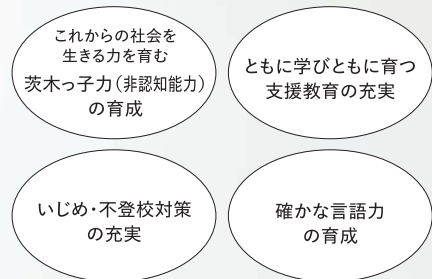 これからの社会を
生きる力を育む
茨木っ子力(非認知能力)
の育成
ともに学びともに育つ
支援教育の充実
いじめ・不登校対策
の充実
確かな言語力
の育成